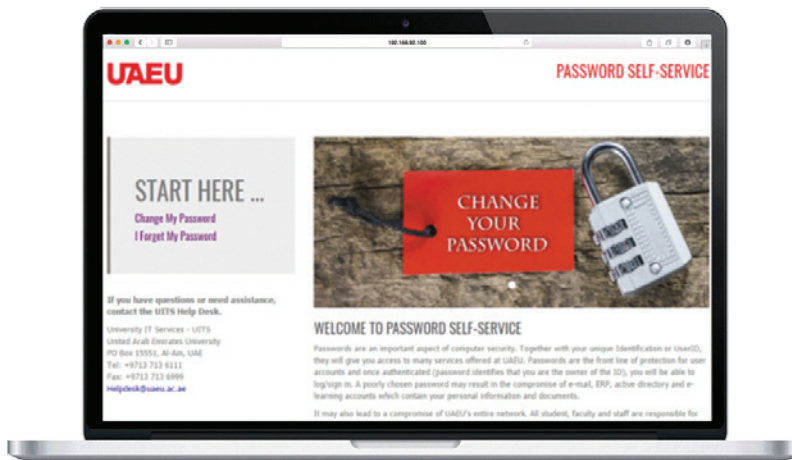 192.168.92.100
UAEU
PASSWORD SELF-SERVICE
START HERE ...
Change My Password
I Forget My Password
If you have questions or need assistance,
contact the UITS Help Desk.
University IT Services - UITS
United Arab Emirates University
PO Box 15551, Al-Ain, UAE
Tel: +9713 713 6111
Fax: +9713 713 6999
Helpdesk@uaeu.ac.ae
CHANGE
YOUR
PASSWORD
WELCOME TO PASSWORD SELF-SERVICE
Passwords are an important aspect of computer security. Together with your unique Identification or UserID,
they will give you access to many services offered at UAEU. Passwords are the front line of protection for user
accounts and once authenticated (password identifies that you are the owner of the ID), you will be able to
log/sign in. A poorly chosen password may result in the compromise of e-mail, ERP, active directory and e-
learning accounts which contain your personal information and documents.
It may also lead to a compromise of UAEU's entire network. All student, faculty and staff are responsible for